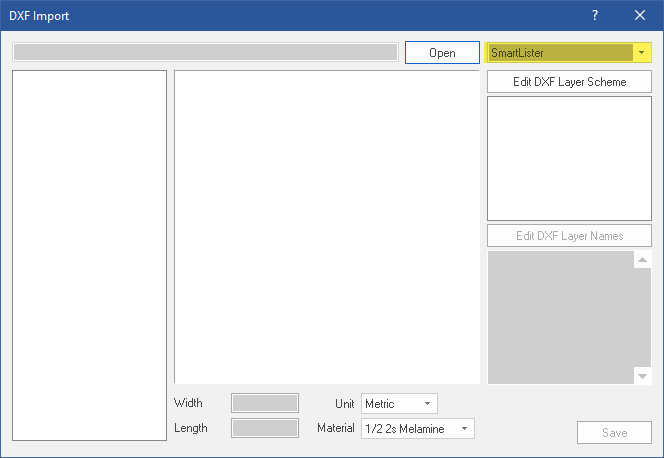 DXF Import
?
Open
SmartLister
Edit DXF Layer Scheme
Edit DXF Layer Names
Width
Unit
Metric
Length
Material
1/2 2s Melamine
Save